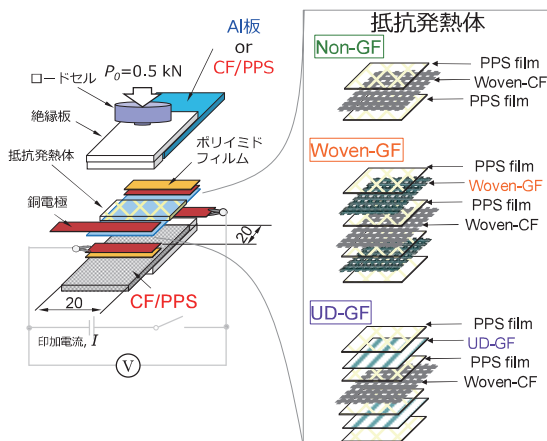 Al板
or
CF/PPS
P₀=0.5 kN
ロードセル
絶縁板
抵抗発熱体
ポリイミド
フィルム
銅電極
20
20
CF/PPS
印加電流, I
V
抵抗発熱体
Non-GF
PPS film
Woven-CF
PPS film
Woven-GF
PPS film
Woven-GF
PPS film
Woven-CF
UD-GF
PPS film
UD-GF
PPS film
Woven-CF